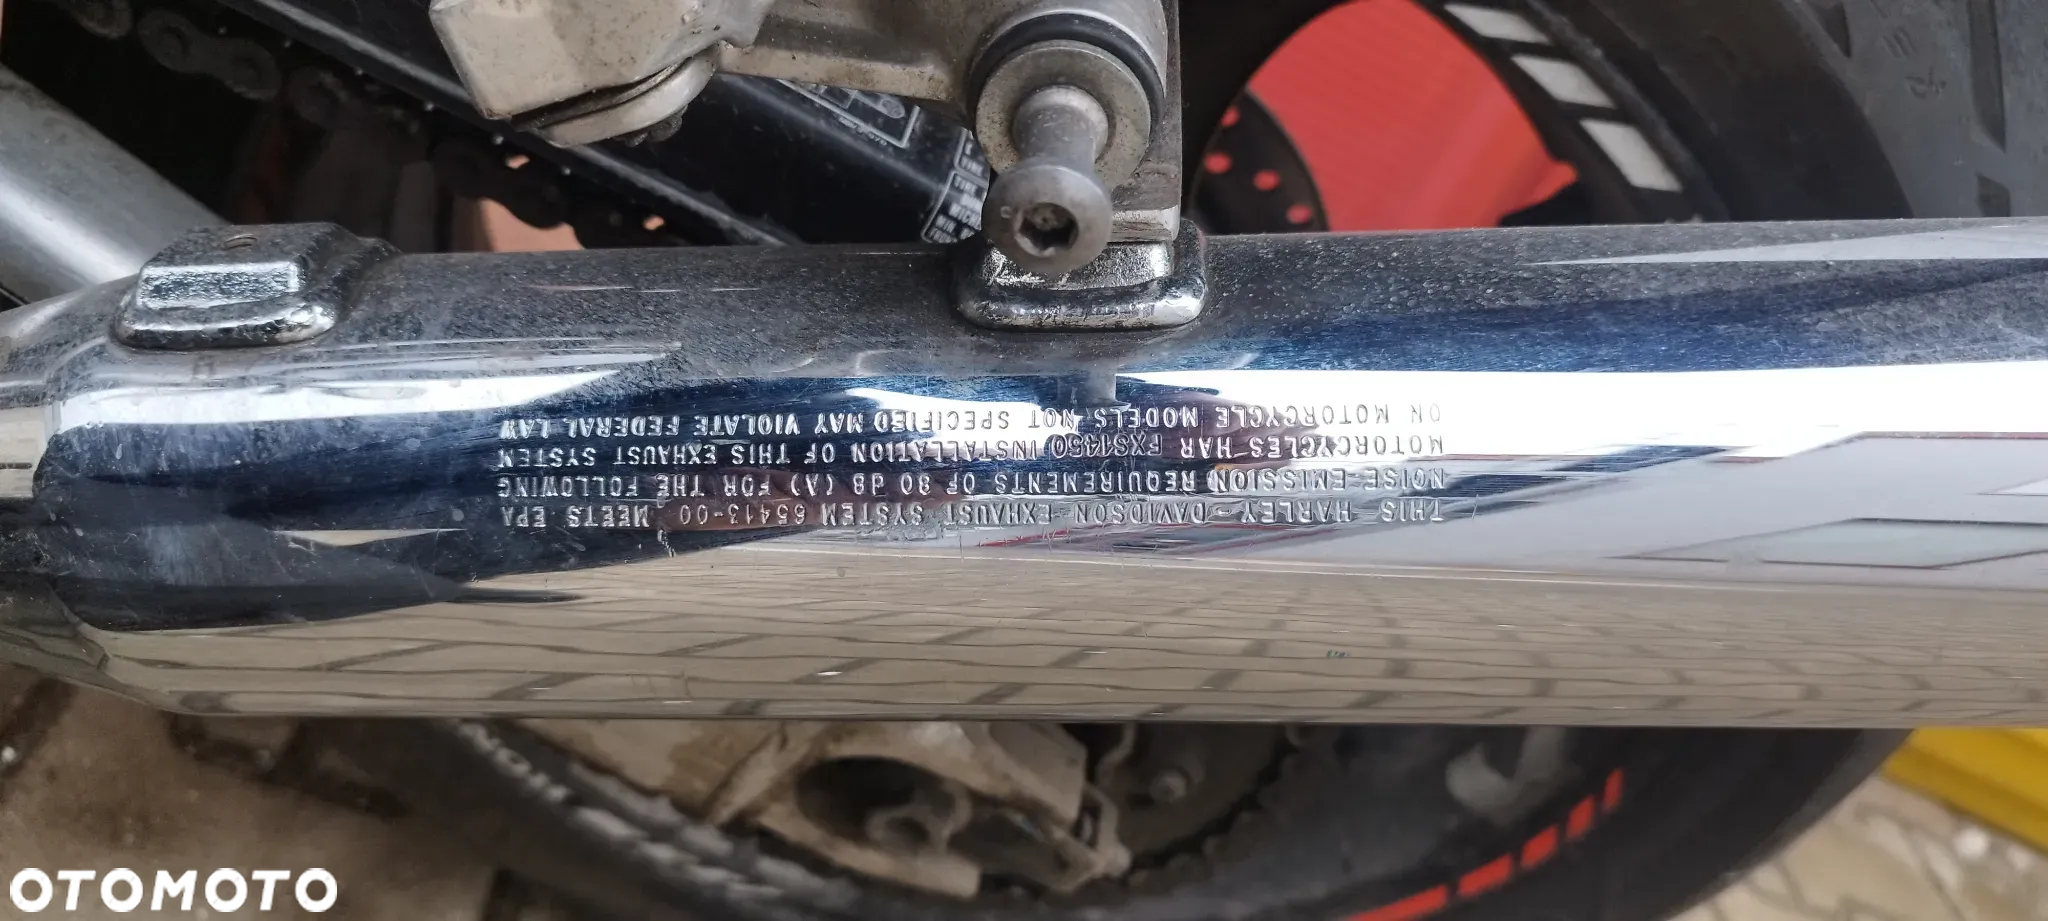 THIS HARLEY-DAVIDSON EXHAUST SYSTEM 65413-00 MEETS EPA
NOISE EMISSION REQUIREMENTS OF 80 dB (A) FOR THE FOLLOWING
MOTORCYCLES HAR FXS1450 INSTALLATION OF THIS EXHAUST SYSTEM
ON MOTORCYCLE MODELS NOT SPECIFIED MAY VIOLATE FEDERAL LAW
OTOMOTO